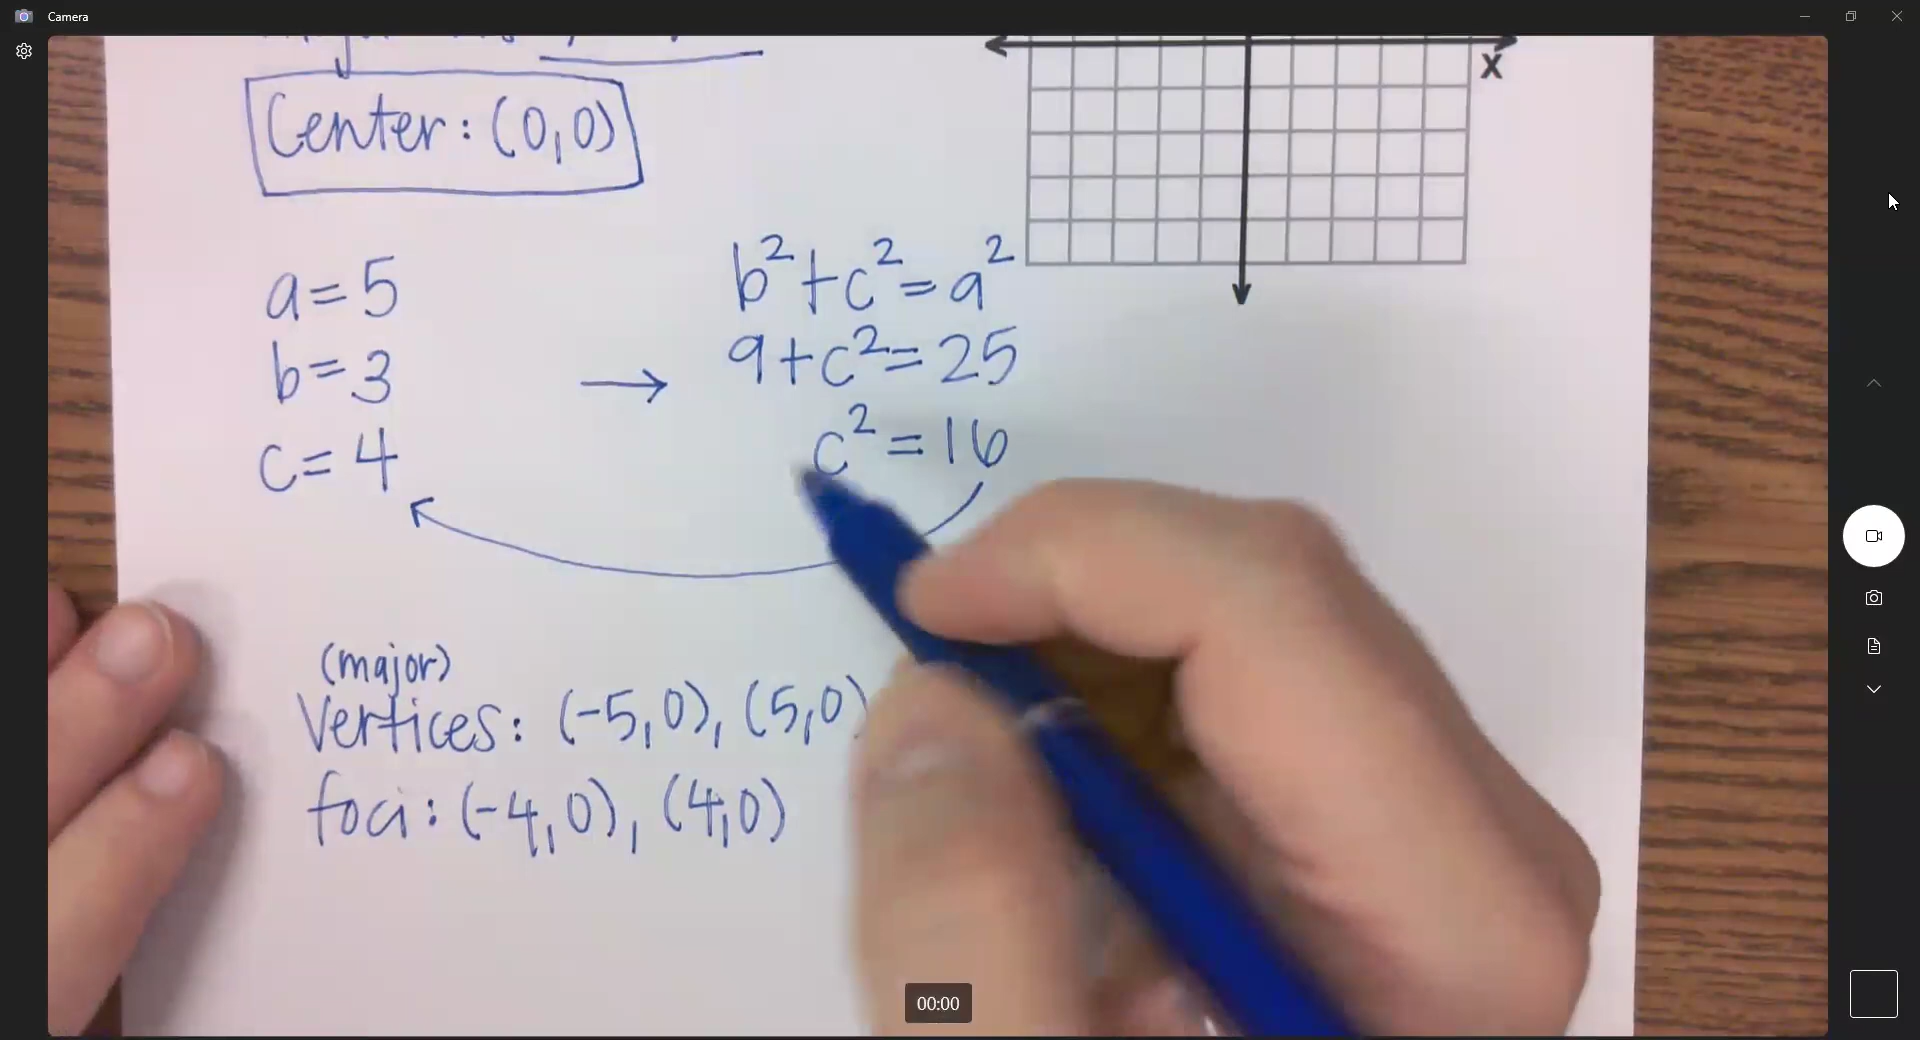 Camera
Center: (0,0)
X
a=5
b=3
c=4
b²+c²=a²
9+c²=25
c²=16
(major)
Vertices: (-5,0), (5,0)
foci: (-4,0), (4,0)
00:00